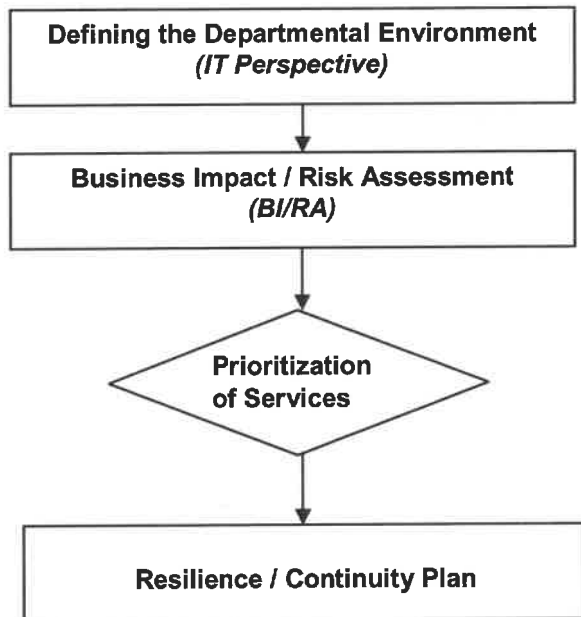 Defining the Departmental Environment
(IT Perspective)
Business Impact / Risk Assessment
(BI/RA)
Prioritization
of Services
Resilience / Continuity Plan